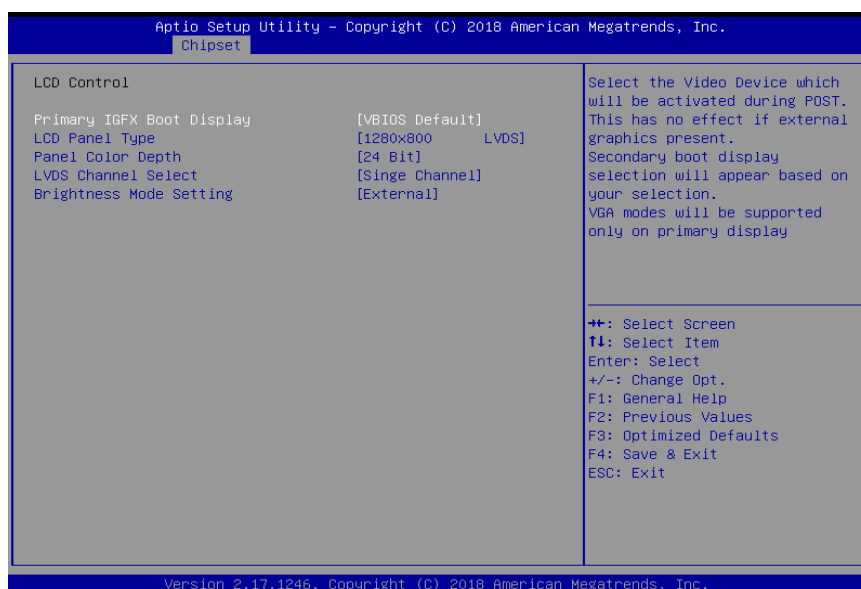 Aptio Setup Utility – Copyright (C) 2018 American Megatrends, Inc.
Chipset
LCD Control
Primary IGFX Boot Display [VBIOS Default]
LCD Panel Type [1280x800 LVDS]
Panel Color Depth [24 Bit]
LVDS Channel Select [Singe Channel]
Brightness Mode Setting [External]
Select the Video Device which
will be activated during POST.
This has no effect if external
graphics present.
Secondary boot display
selection will appear based on
your selection.
VGA modes will be supported
only on primary display
→←: Select Screen
↑↓: Select Item
Enter: Select
+/-: Change Opt.
F1: General Help
F2: Previous Values
F3: Optimized Defaults
F4: Save & Exit
ESC: Exit
Version 2.17.1246. Copyright (C) 2018 American Megatrends, Inc.